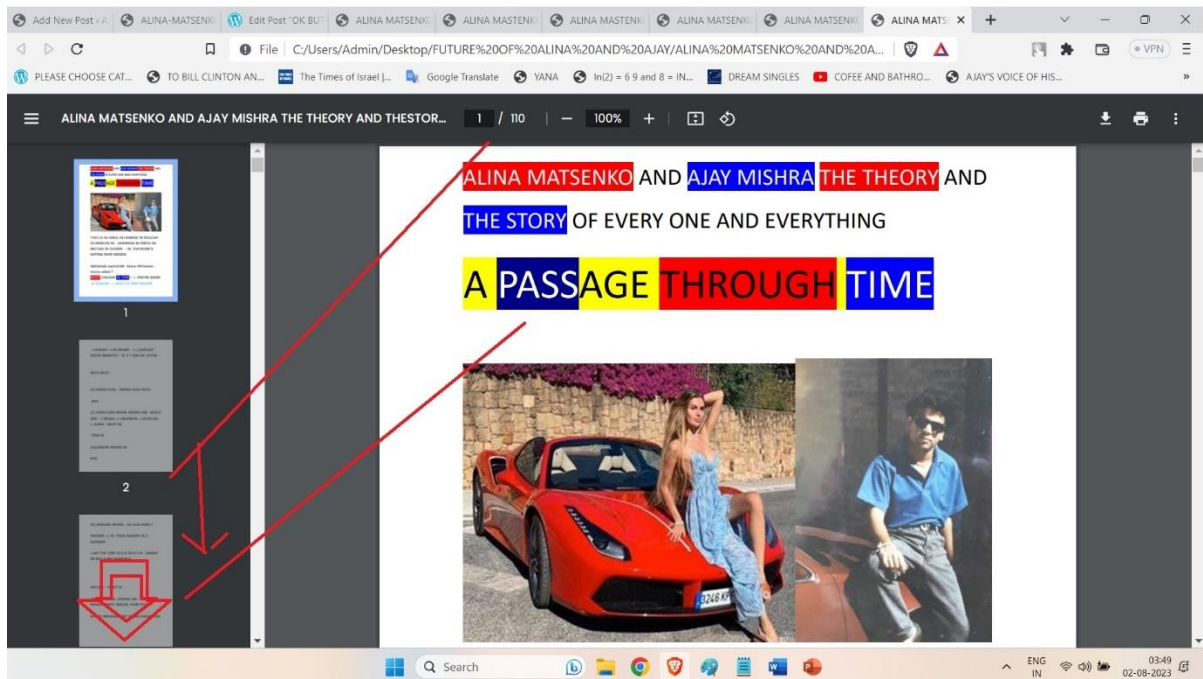 Add New Post ‹ A
ALINA-MATSENK
Edit Post "OK BUT
ALINA MATSENK
ALINA MASTENK
ALINA MASTENK
ALINA MATSENK
ALINA MATSENK
ALINA MATS
File
C:/Users/Admin/Desktop/FUTURE%20OF%20ALINA%20AND%20AJAY/ALINA%20MATSENKO%20AND%20A...
VPN
PLEASE CHOOSE CAT...
TO BILL CLINTON AN...
The Times of Israel |...
Google Translate
YANA
In(2) = 6 9 and 8 = IN...
DREAM SINGLES
COFEE AND BATHRO...
AJAY'S VOICE OF HIS...
»
ALINA MATSENKO AND AJAY MISHRA THE THEORY AND THESTOR...
1 / 110
100%
1
2
ALINA MATSENKO AND AJAY MISHRA THE THEORY AND
THE STORY OF EVERY ONE AND EVERYTHING
A PASSAGE THROUGH TIME
Search
ENG
IN
03:49
02-08-2023